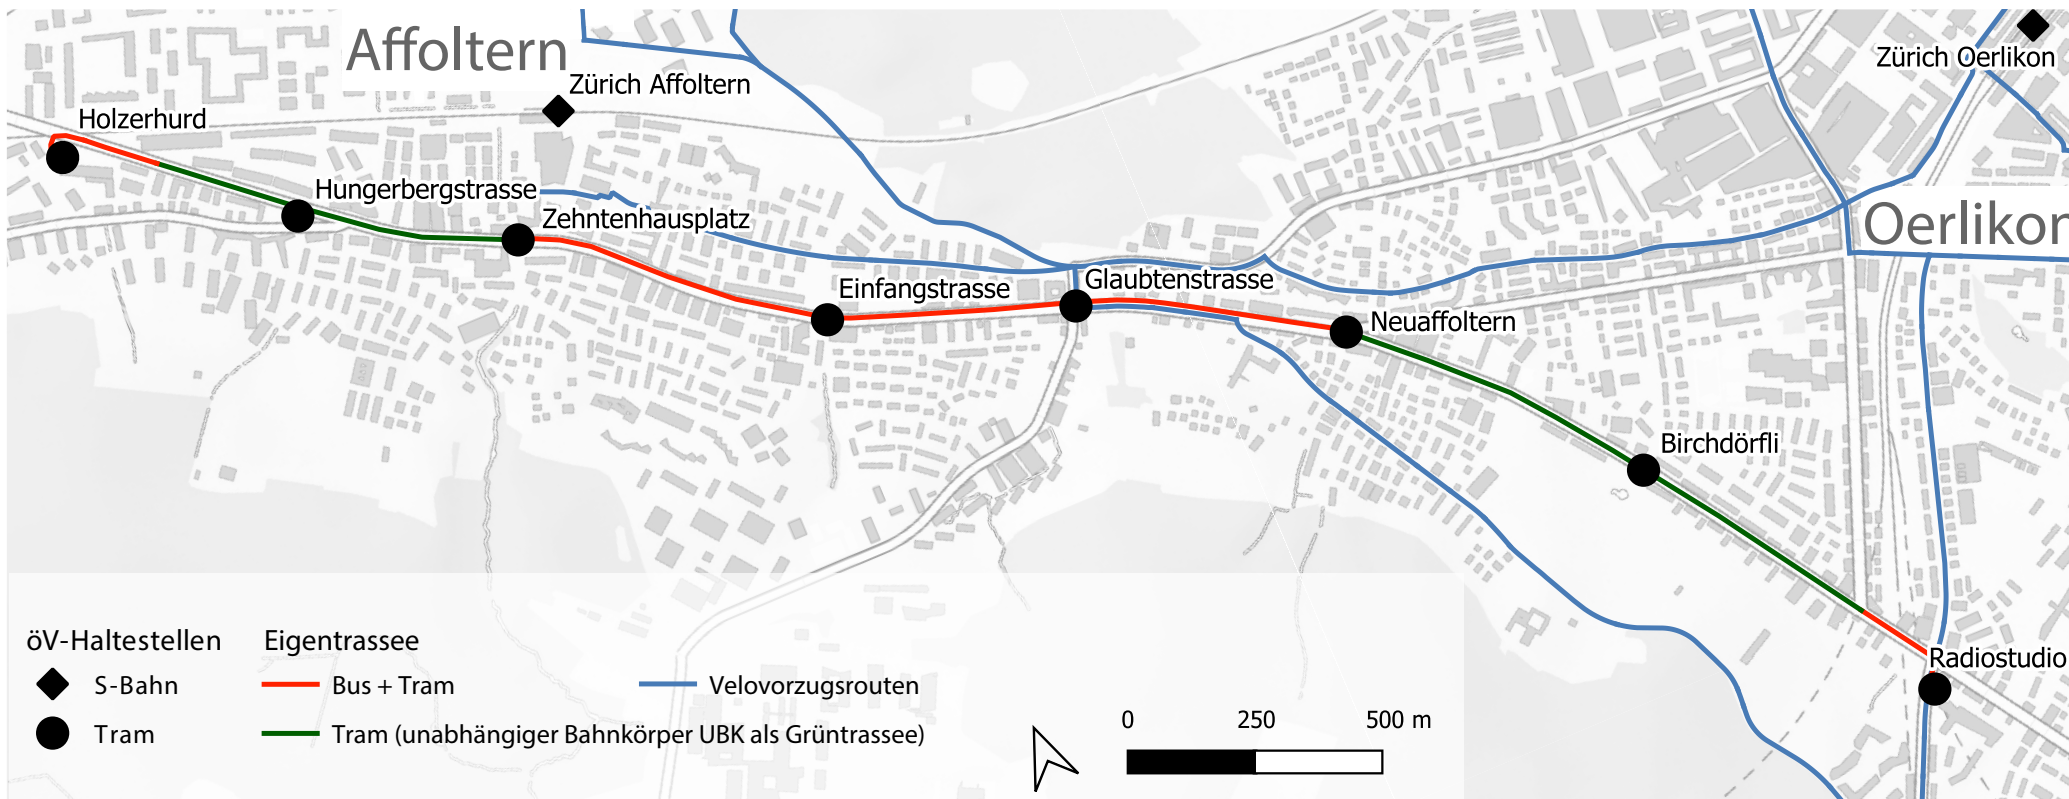 Affoltern
Zürich Affoltern
Zürich Oerlikon
Holzerhurd
Hungerbergstrasse
Zehntenhausplatz
Oerlikon
Einfangstrasse
Glaubtenstrasse
Neuaffoltern
Birchdörfli
Radiostudio
öV-Haltestellen
Eigentrassee
S-Bahn
Bus + Tram
Velovorzugsrouten
Tram
Tram (unabhängiger Bahnkörper UBK als Grüntrassee)
0 250 500 m